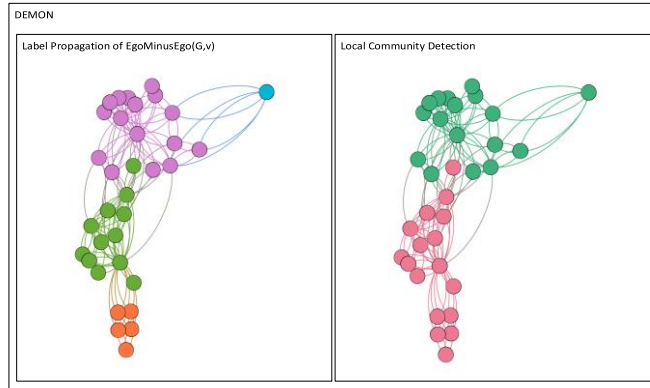 DEMON
Label Propagation of EgoMinusEgo(G,v)
Local Community Detection